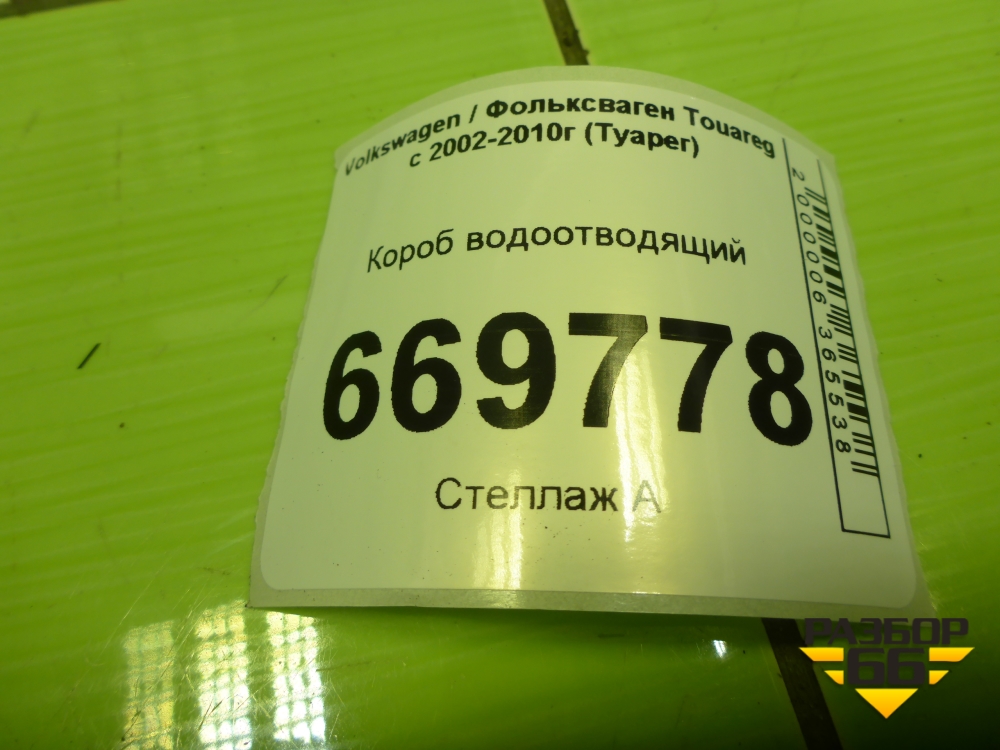 Volkswagen / Фольксваген Touareg
с 2002-2010г (Туарег)
Короб водоотводящий
669778
Стеллаж А
2000006365538
РАЗБОР
66